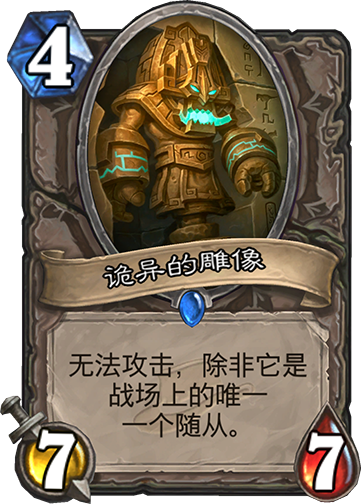 4
诡异的雕像
无法攻击，除非它是
战场上的唯一
一个随从。
7
7